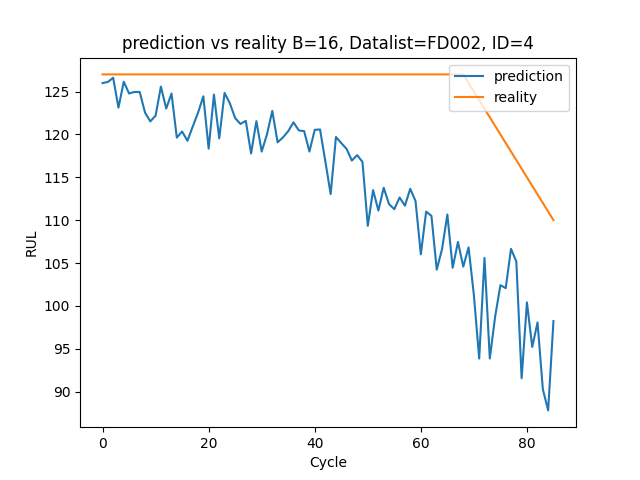 prediction vs reality B=16, Datalist=FD002, ID=4
prediction
reality
RUL
125
120
115
110
105
100
95
90
0 20 40 60 80
Cycle